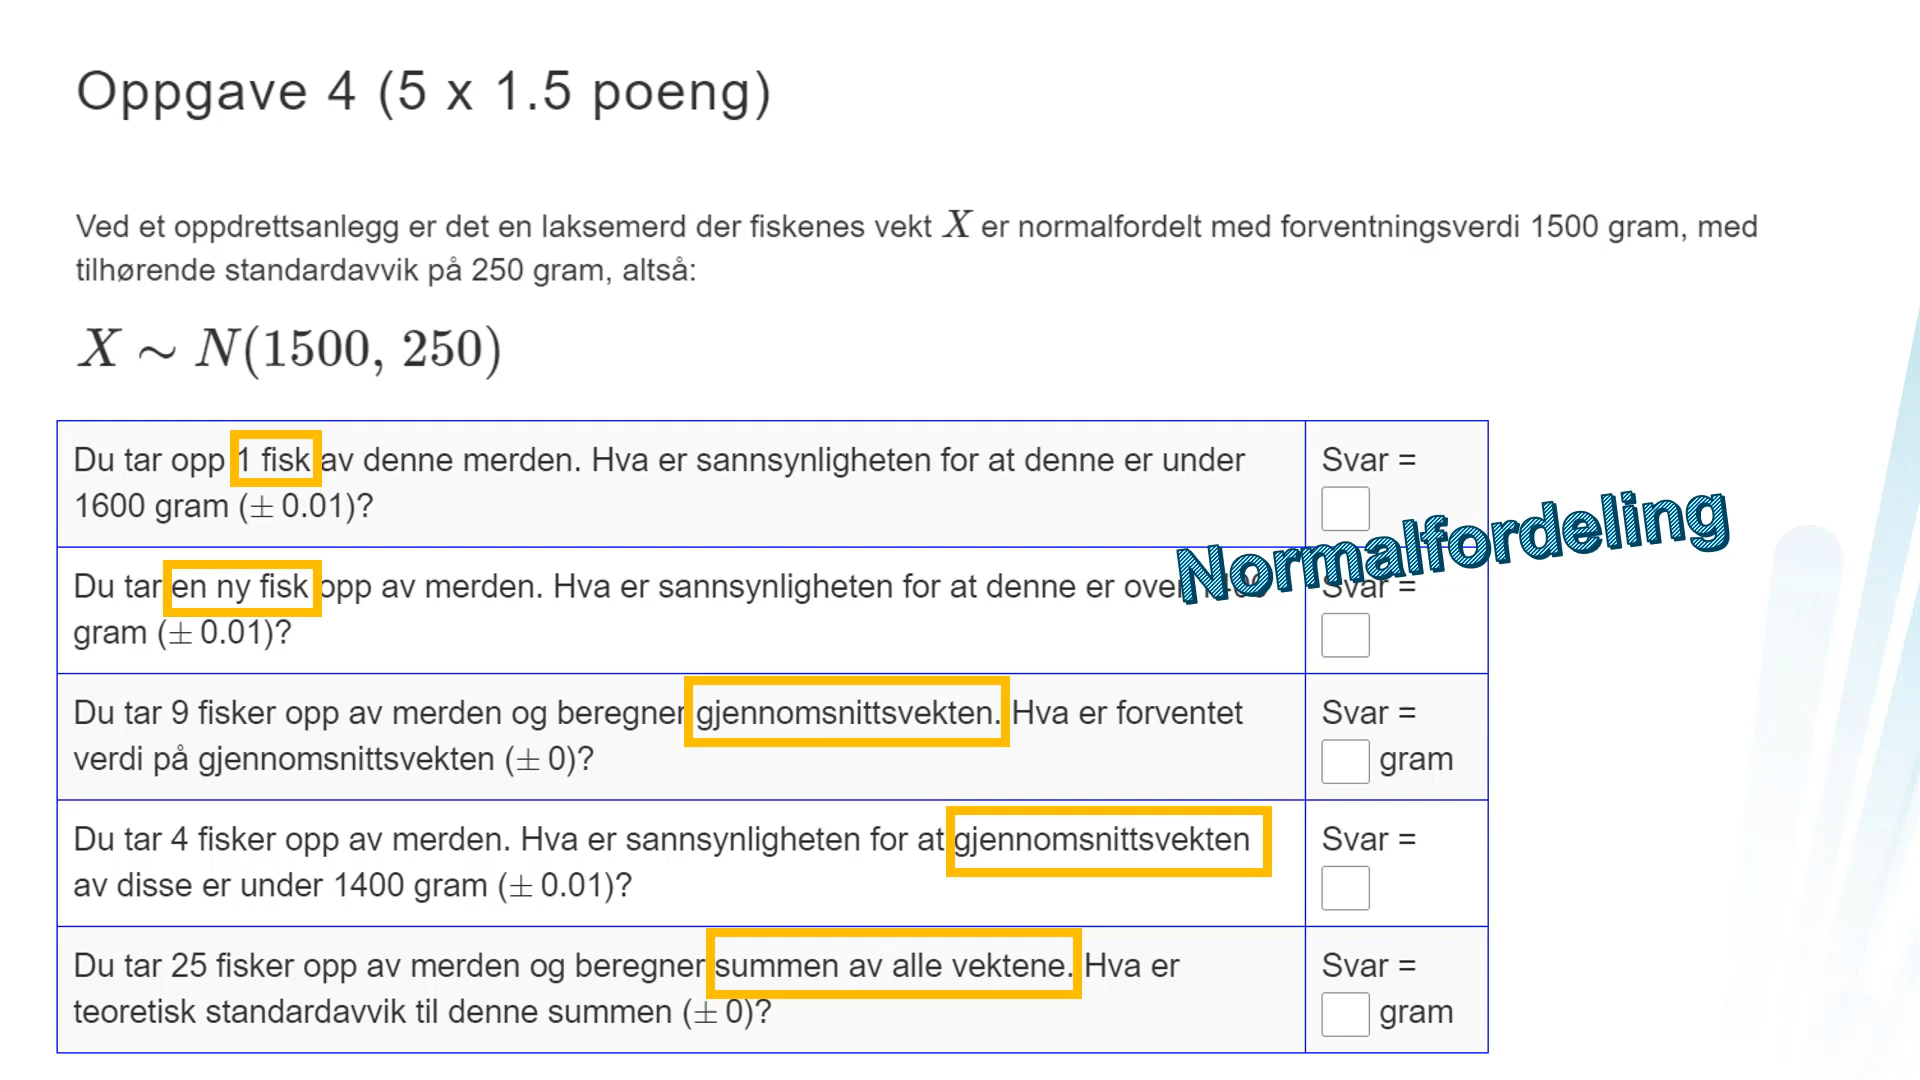 Oppgave 4 (5 x 1.5 poeng)
Ved et oppdrettsanlegg er det en laksemerd der fiskenes vekt X er normalfordelt med forventningsverdi 1500 gram, med
tilhørende standardavvik på 250 gram, altså:
X ∼ N(1500, 250)
Du tar opp 1 fisk av denne merden. Hva er sannsynligheten for at denne er under
1600 gram (± 0.01)?
Svar =
Du tar en ny fisk opp av merden. Hva er sannsynligheten for at denne er over
gram (± 0.01)?
Svar =
Normalfordeling
Du tar 9 fisker opp av merden og beregner gjennomsnittsvekten. Hva er forventet
verdi på gjennomsnittsvekten (± 0)?
Svar =
gram
Du tar 4 fisker opp av merden. Hva er sannsynligheten for at gjennomsnittsvekten
av disse er under 1400 gram (± 0.01)?
Svar =
Du tar 25 fisker opp av merden og beregner summen av alle vektene. Hva er
teoretisk standardavvik til denne summen (± 0)?
Svar =
gram